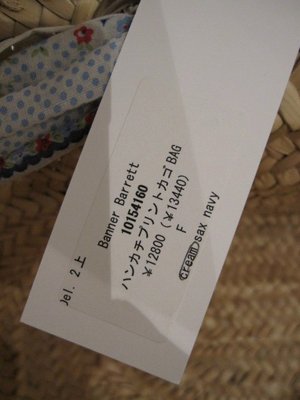 Del. 2上
Banner Barrett
10154160
ハンカチプリントカゴBAG
¥12800 (¥13440)
F
cream sax navy